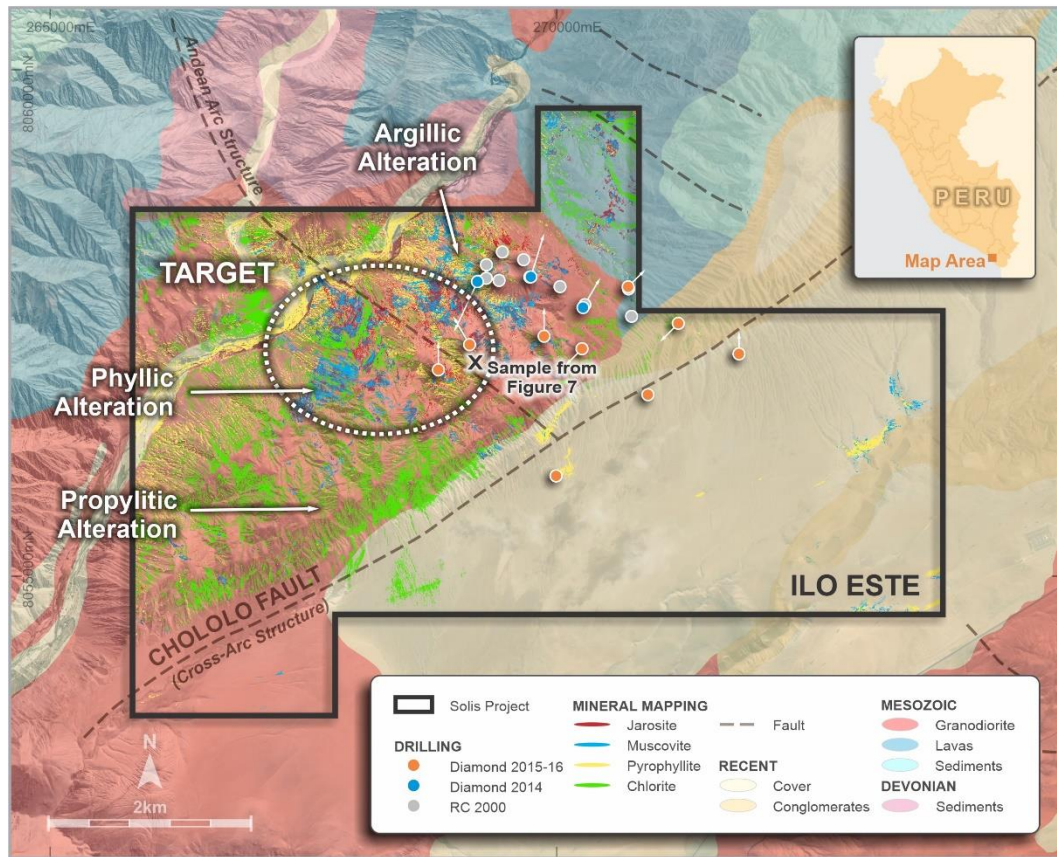 265000mE
270000mE
8060000mN
8055000mN
Andean Arc Structure
Argillic
Alteration
PERU
Map Area
TARGET
Phyllic
Alteration
X Sample from
Figure 7
Propylitic
Alteration
CHOLOLO FAULT
(Cross-Arc Structure)
ILO ESTE
N
2km
Solis Project
DRILLING
Diamond 2015-16
Diamond 2014
RC 2000
MINERAL MAPPING
Jarosite
Muscovite
Pyrophyllite
Chlorite
Fault
RECENT
Cover
Conglomerates
MESOZOIC
Granodiorite
Lavas
Sediments
DEVONIAN
Sediments